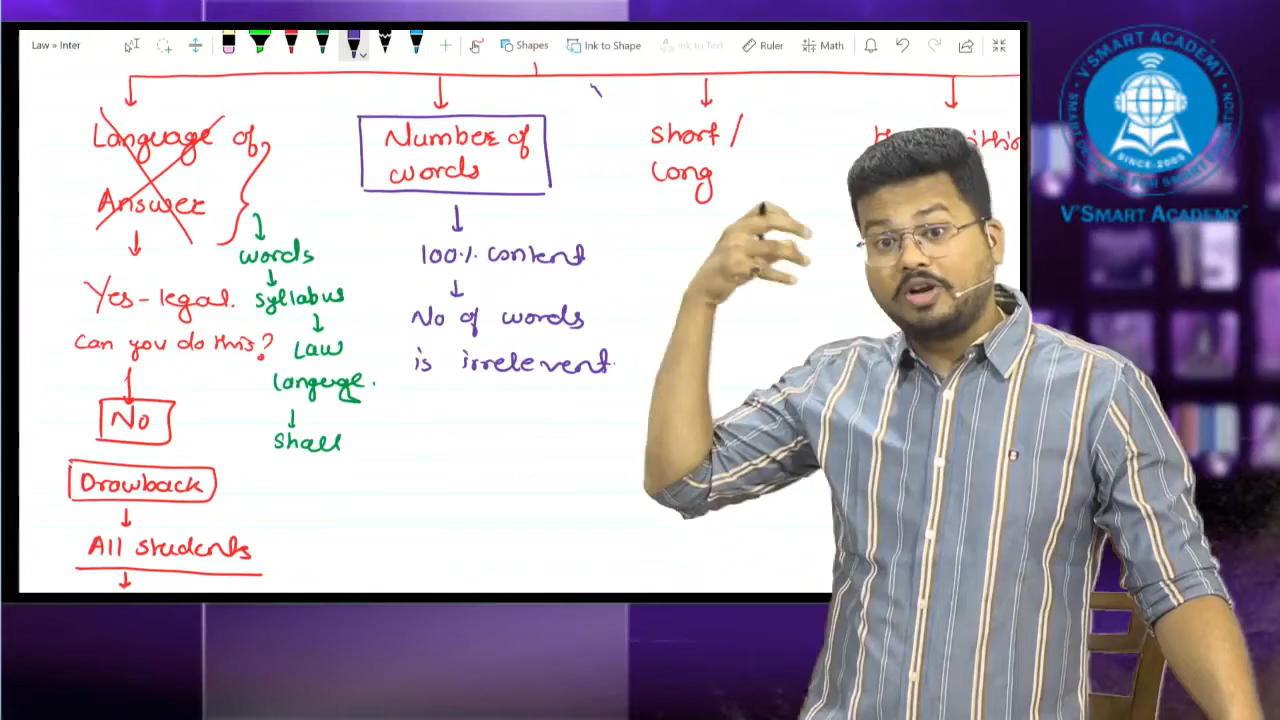 Law » Inter
Shapes
Ink to Shape
Ink to Text
Ruler
Math
Language of
Answer
Yes - legal.
Can you do this?
No
Drawback
All students
words
syllabus
Law
language.
shall
Number of
words
100% content
No of words
is irrelevent.
short /
Long
V'SMART ACADEMY
SINCE-2005
V'SMART ACADEMY